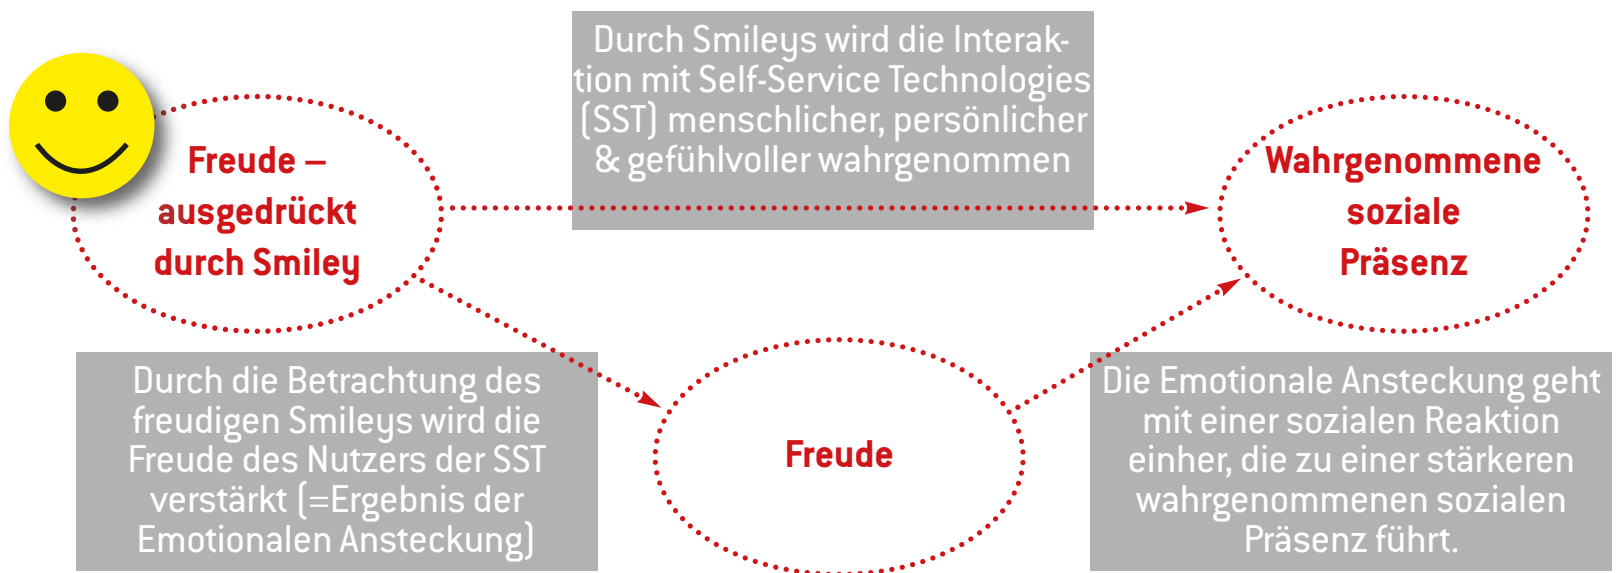 Durch Smileys wird die Interak-
tion mit Self-Service Technologies
(SST) menschlicher, persönlicher
& gefühlvoller wahrgenommen
Freude –
ausgedrückt
durch Smiley
Wahrgenommene
soziale
Präsenz
Durch die Betrachtung des
freudigen Smileys wird die
Freude des Nutzers der SST
verstärkt (=Ergebnis der
Emotionalen Ansteckung)
Freude
Die Emotionale Ansteckung geht
mit einer sozialen Reaktion
einher, die zu einer stärkeren
wahrgenommenen sozialen
Präsenz führt.